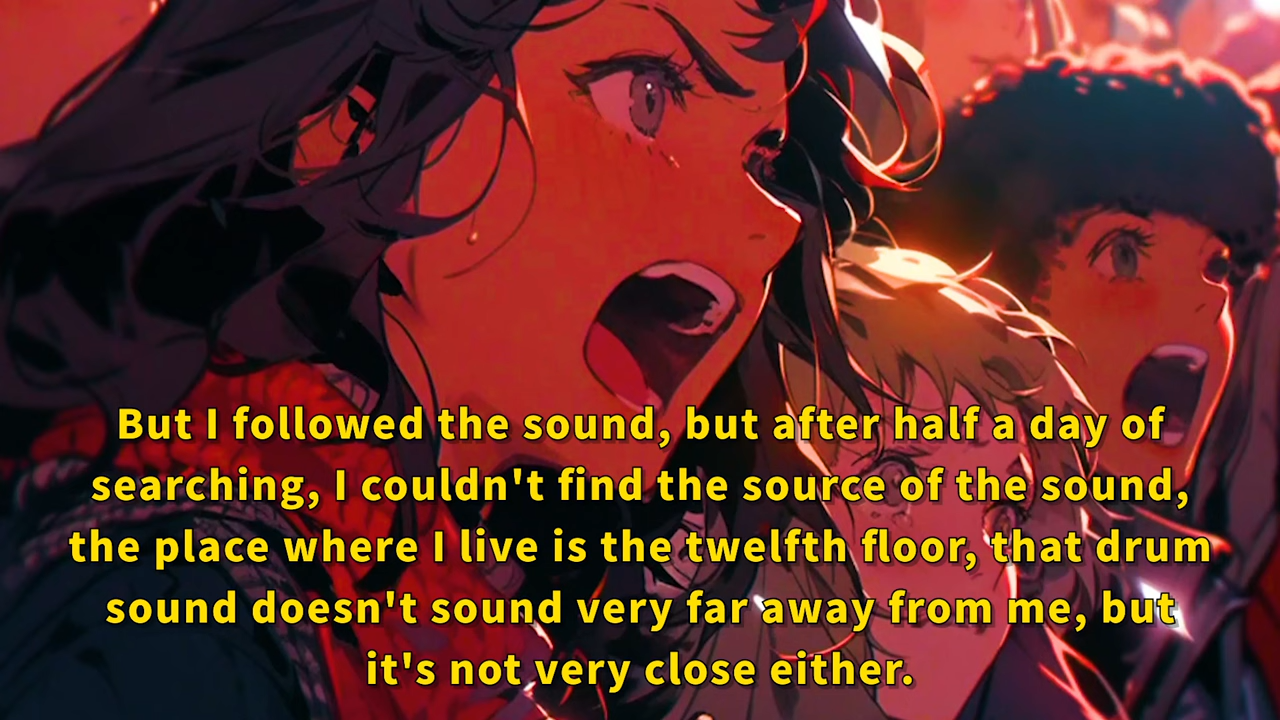 But I followed the sound, but after half a day of
searching, I couldn't find the source of the sound,
the place where I live is the twelfth floor, that drum
sound doesn't sound very far away from me, but
it's not very close either.